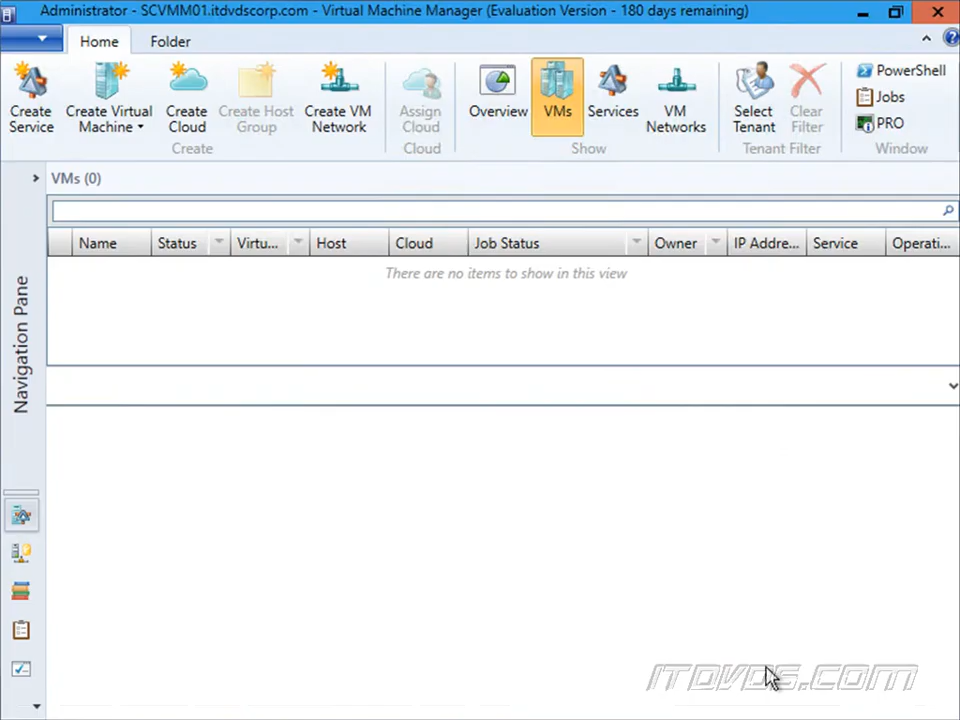 Administrator - SCVMM01.itdvdscorp.com - Virtual Machine Manager (Evaluation Version - 180 days remaining)
Home Folder
Create Service
Create Virtual Machine
Create Cloud
Create Host Group
Create VM Network
Create
Assign Cloud
Cloud
Overview
VMs
Services
VM Networks
Show
Select Tenant
Clear Filter
Tenant Filter
PowerShell
Jobs
PRO
Window
VMs (0)
Name Status Virtu... Host Cloud Job Status Owner IP Addre... Service Operati...
There are no items to show in this view
Navigation Pane
ITDVDS.COM